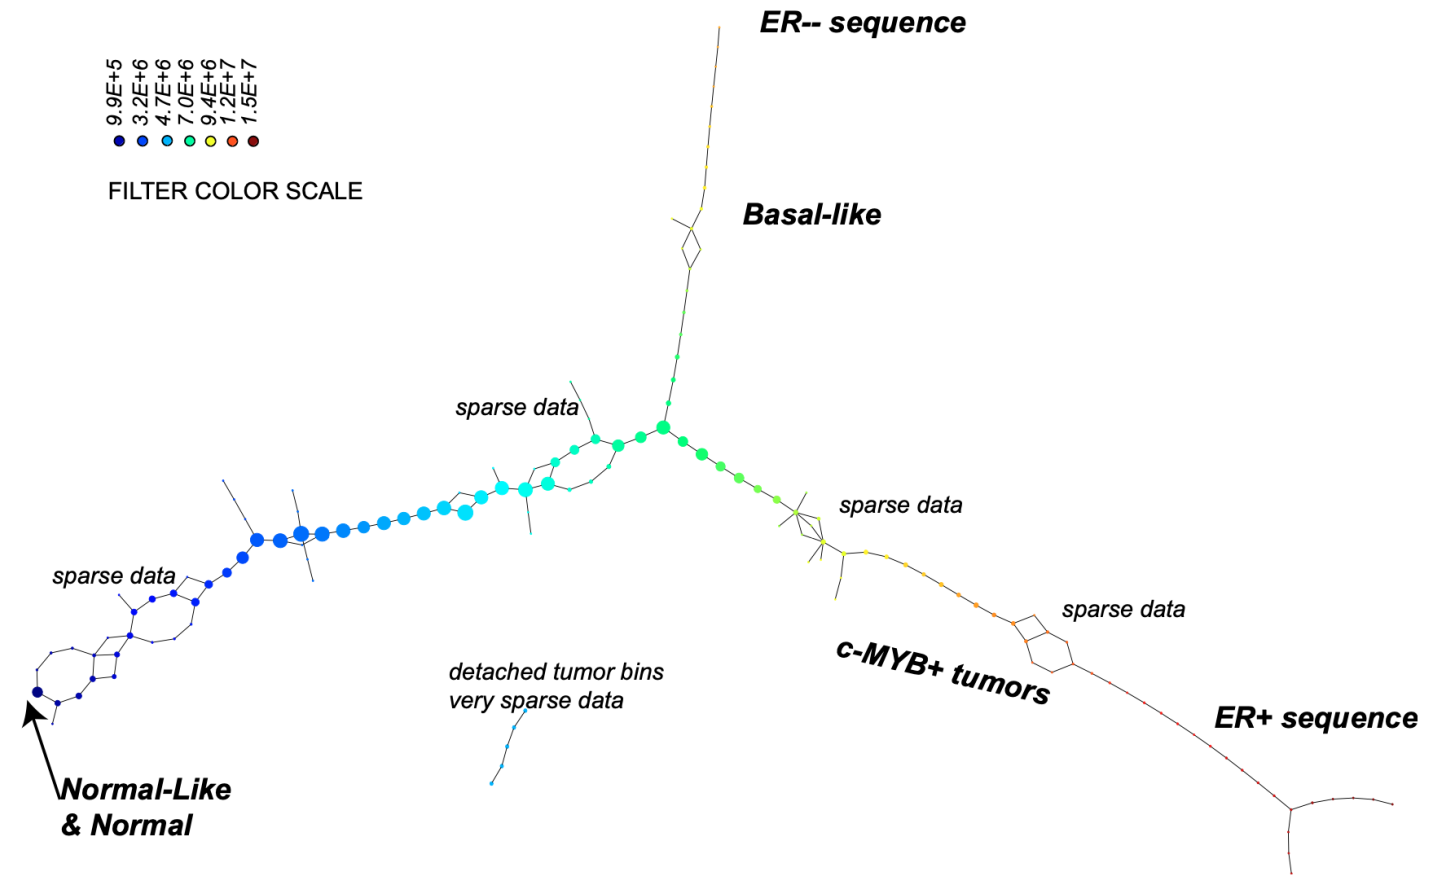 ER-- sequence
9.9E+5
3.2E+6
4.7E+6
7.0E+6
9.4E+6
1.2E+7
1.5E+7
FILTER COLOR SCALE
Basal-like
sparse data
sparse data
sparse data
sparse data
c-MYB+ tumors
detached tumor bins
very sparse data
ER+ sequence
Normal-Like
& Normal